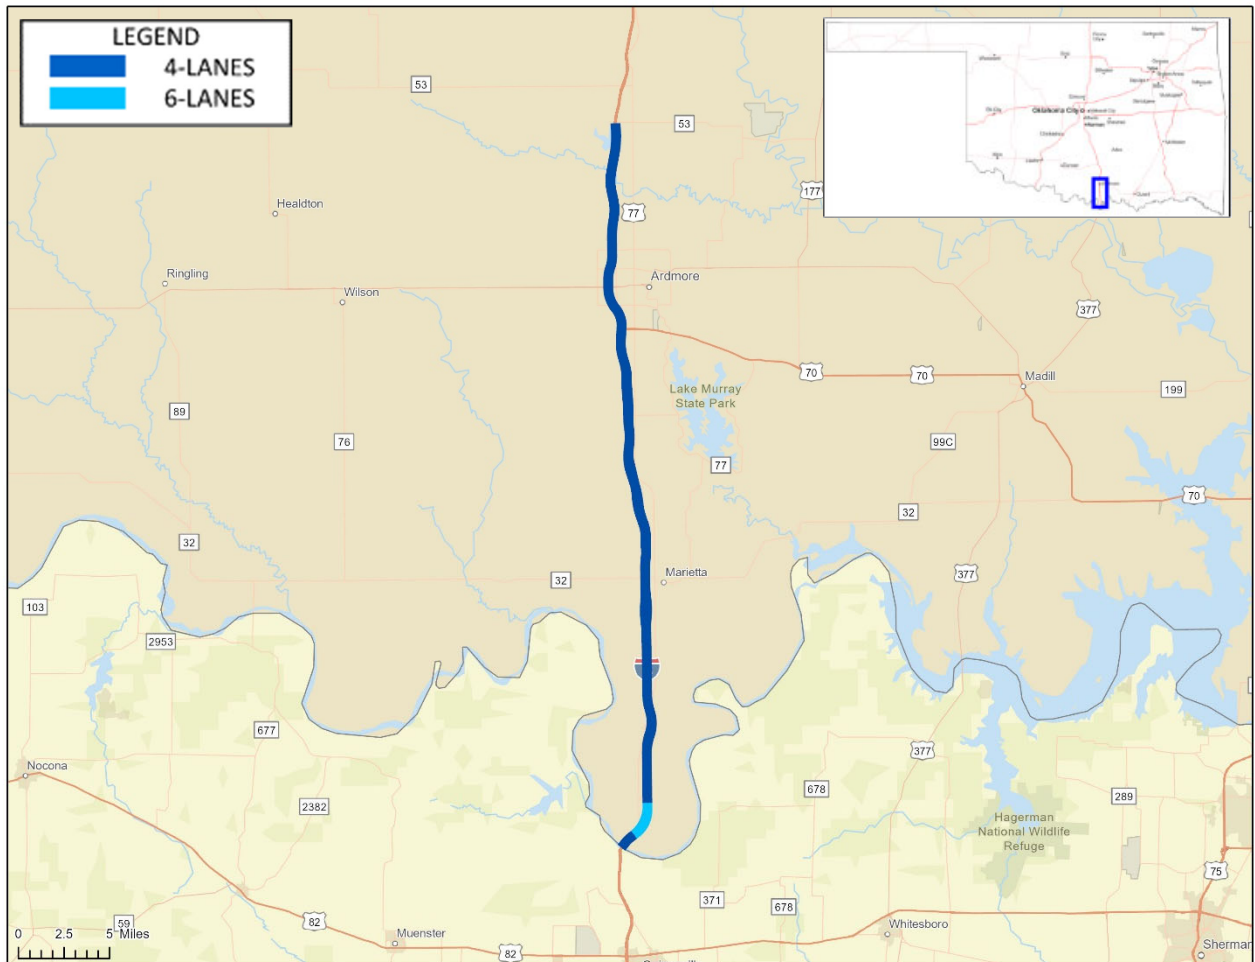 LEGEND
4-LANES
6-LANES
53
53
177
77
Healdton
Ringling
Wilson
Ardmore
377
70
70
Madill
199
Lake Murray
State Park
89
76
99C
77
70
32
32
32
377
Marietta
103
2953
677
377
Nocona
2382
678
289
Hagerman
National Wildlife
Refuge
75
371
678
59
82
Muenster
82
Whitesboro
Sherman
0 2.5 5 Miles
Oklahoma City
Norman